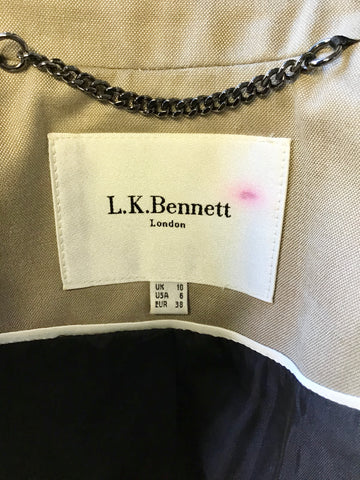 L.K.Bennett
London
UK 10
USA 6
EUR 38